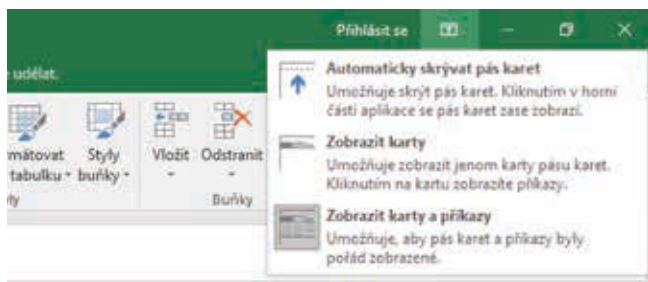 Přihlásit se
udělat.
Automaticky skrývat pás karet
Umožňuje skrýt pás karet. Kliknutím v horní
části aplikace se pás karet zase zobrazí.
Zobrazit karty
Umožňuje zobrazit jenom karty pásu karet.
Kliknutím na kartu zobrazíte příkazy.
Zobrazit karty a příkazy
Umožňuje, aby pás karet a příkazy byly
pořád zobrazené.
mátovat Styly Vložit Odstranit
tabulku buňky
ly Buňky